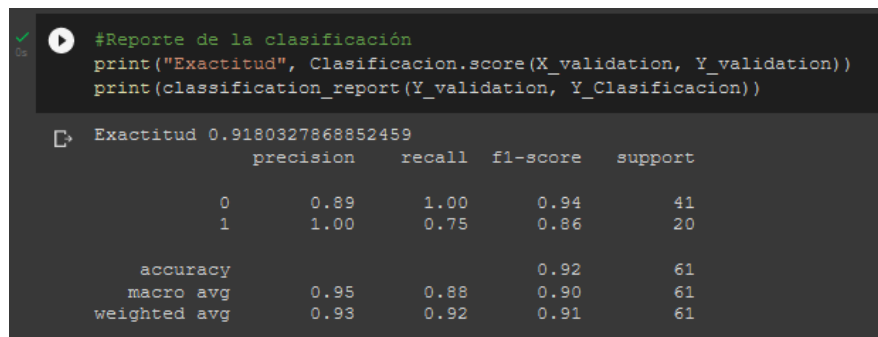 #Reporte de la clasificación
print("Exactitud", Clasificacion.score(X_validation, Y_validation))
print(classification_report(Y_validation, Y_Clasificacion))
0s
Exactitud 0.9180327868852459
precision recall f1-score support
0 0.89 1.00 0.94 41
1 1.00 0.75 0.86 20
accuracy 0.92 61
macro avg 0.95 0.88 0.90 61
weighted avg 0.93 0.92 0.91 61